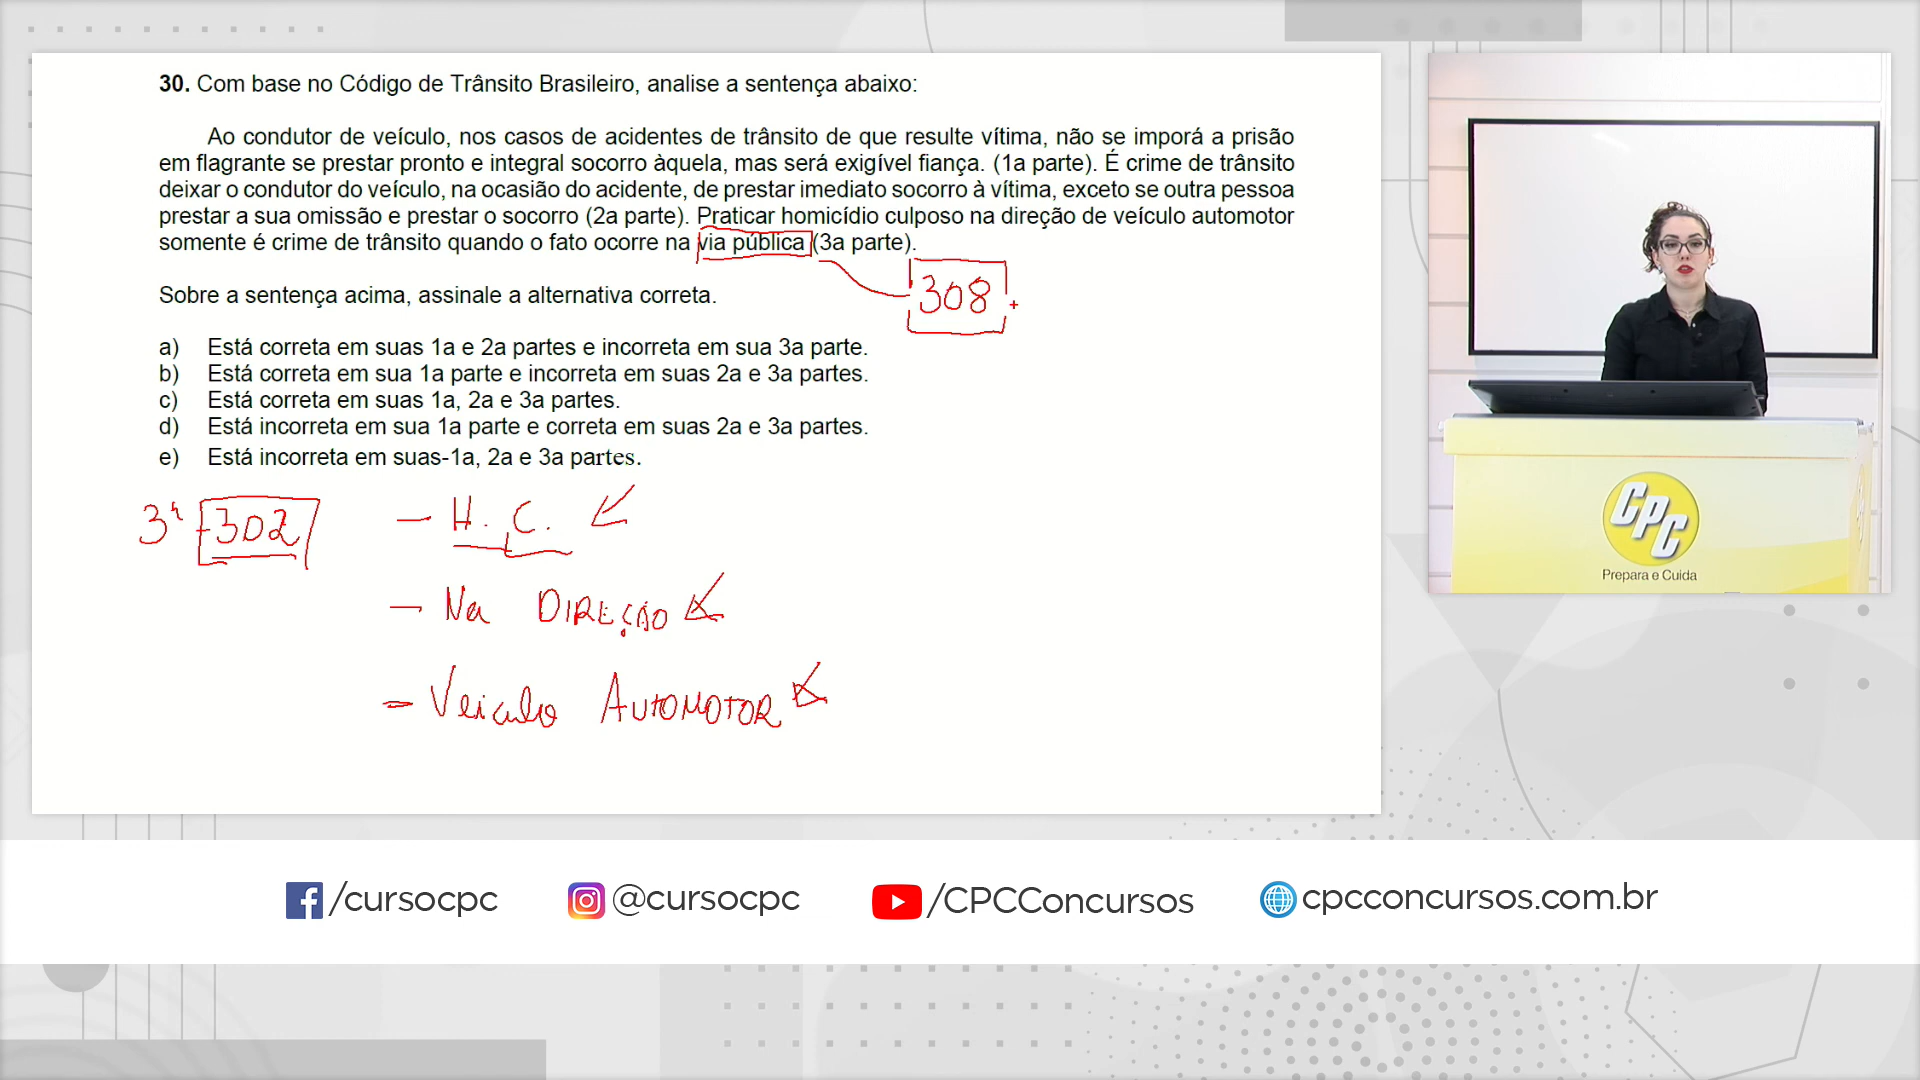 30. Com base no Código de Trânsito Brasileiro, analise a sentença abaixo:
Ao condutor de veículo, nos casos de acidentes de trânsito de que resulte vítima, não se imporá a prisão
em flagrante se prestar pronto e integral socorro àquela, mas será exigível fiança. (1a parte). É crime de trânsito
deixar o condutor do veículo, na ocasião do acidente, de prestar imediato socorro à vítima, exceto se outra pessoa
prestar a sua omissão e prestar o socorro (2a parte). Praticar homicídio culposo na direção de veículo automotor
somente é crime de trânsito quando o fato ocorre na via pública (3a parte).
308
Sobre a sentença acima, assinale a alternativa correta.
a) Está correta em suas 1a e 2a partes e incorreta em sua 3a parte.
b) Está correta em sua 1a parte e incorreta em suas 2a e 3a partes.
c) Está correta em suas 1a, 2a e 3a partes.
d) Está incorreta em sua 1a parte e correta em suas 2a e 3a partes.
e) Está incorreta em suas-1a, 2a e 3a partes.
3ª - 302
- H. C.
- Na DIREÇÃO
- Veiculo AUTOMOTOR
CPC
Prepara e Cuida
/cursocpc
@cursocpc
/CPCConcursos
cpcconcursos.com.br